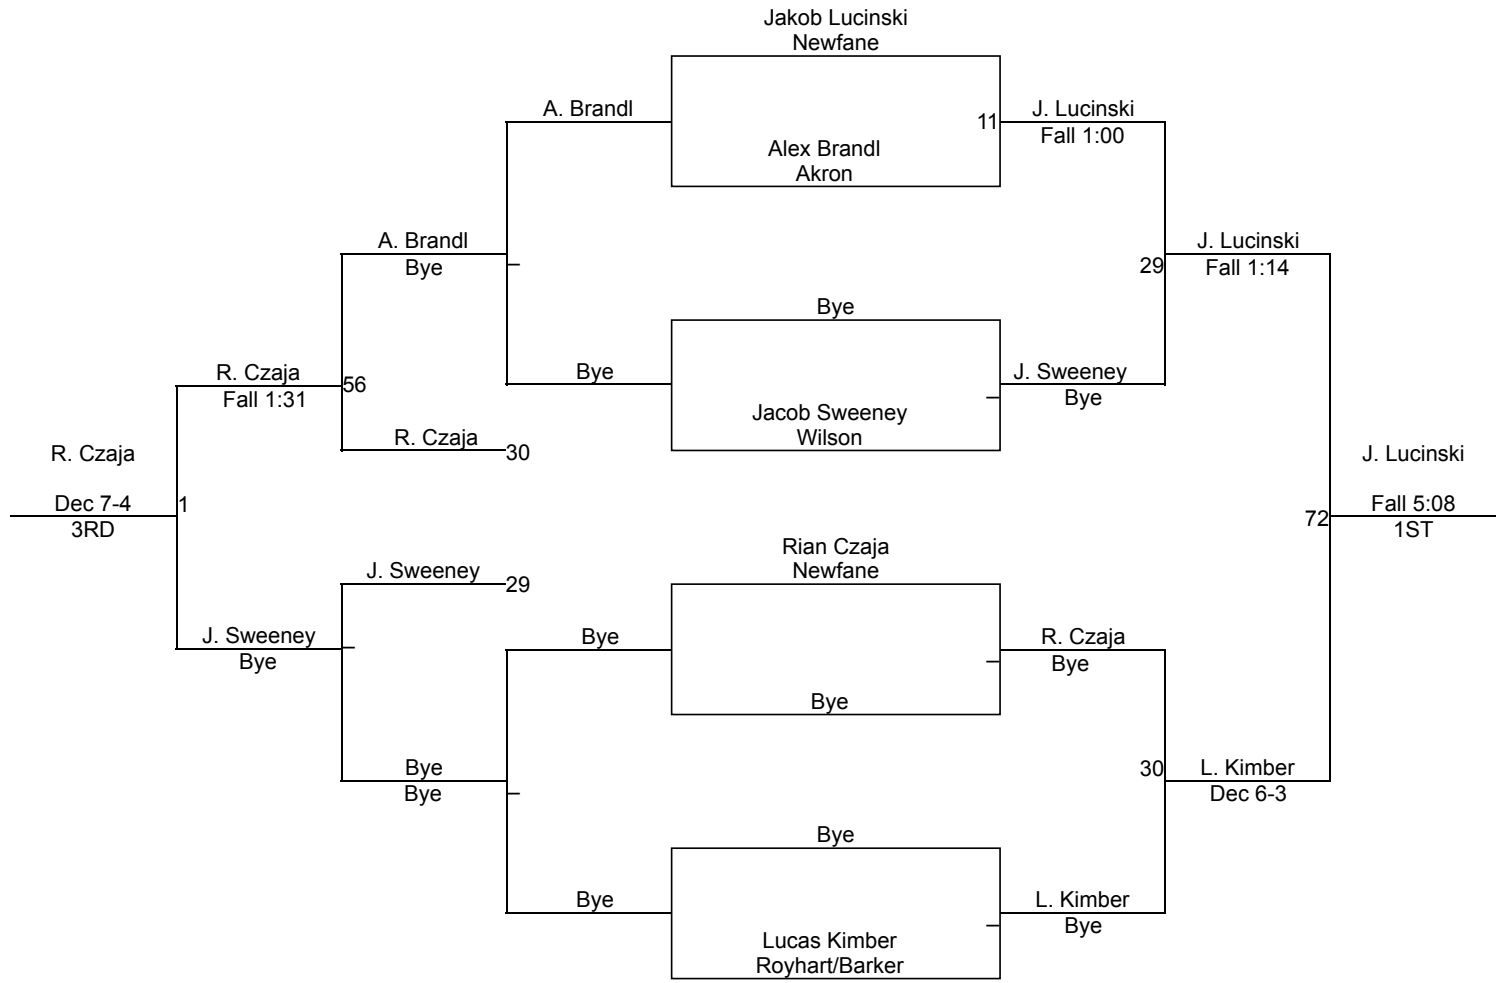 Jakob Lucinski
Newfane
A. Brandl
11
J. Lucinski
Fall 1:00
Alex Brandl
Akron
A. Brandl
Bye
29
J. Lucinski
Fall 1:14
Bye
R. Czaja
Fall 1:31
56
Bye
J. Sweeney
Bye
Jacob Sweeney
Wilson
R. Czaja
30
R. Czaja
Dec 7-4
3RD
1
J. Lucinski
Fall 5:08
1ST
72
Rian Czaja
Newfane
J. Sweeney
29
J. Sweeney
Bye
Bye
R. Czaja
Bye
Bye
Bye
Bye
30
L. Kimber
Dec 6-3
Bye
Bye
L. Kimber
Bye
Lucas Kimber
Royhart/Barker